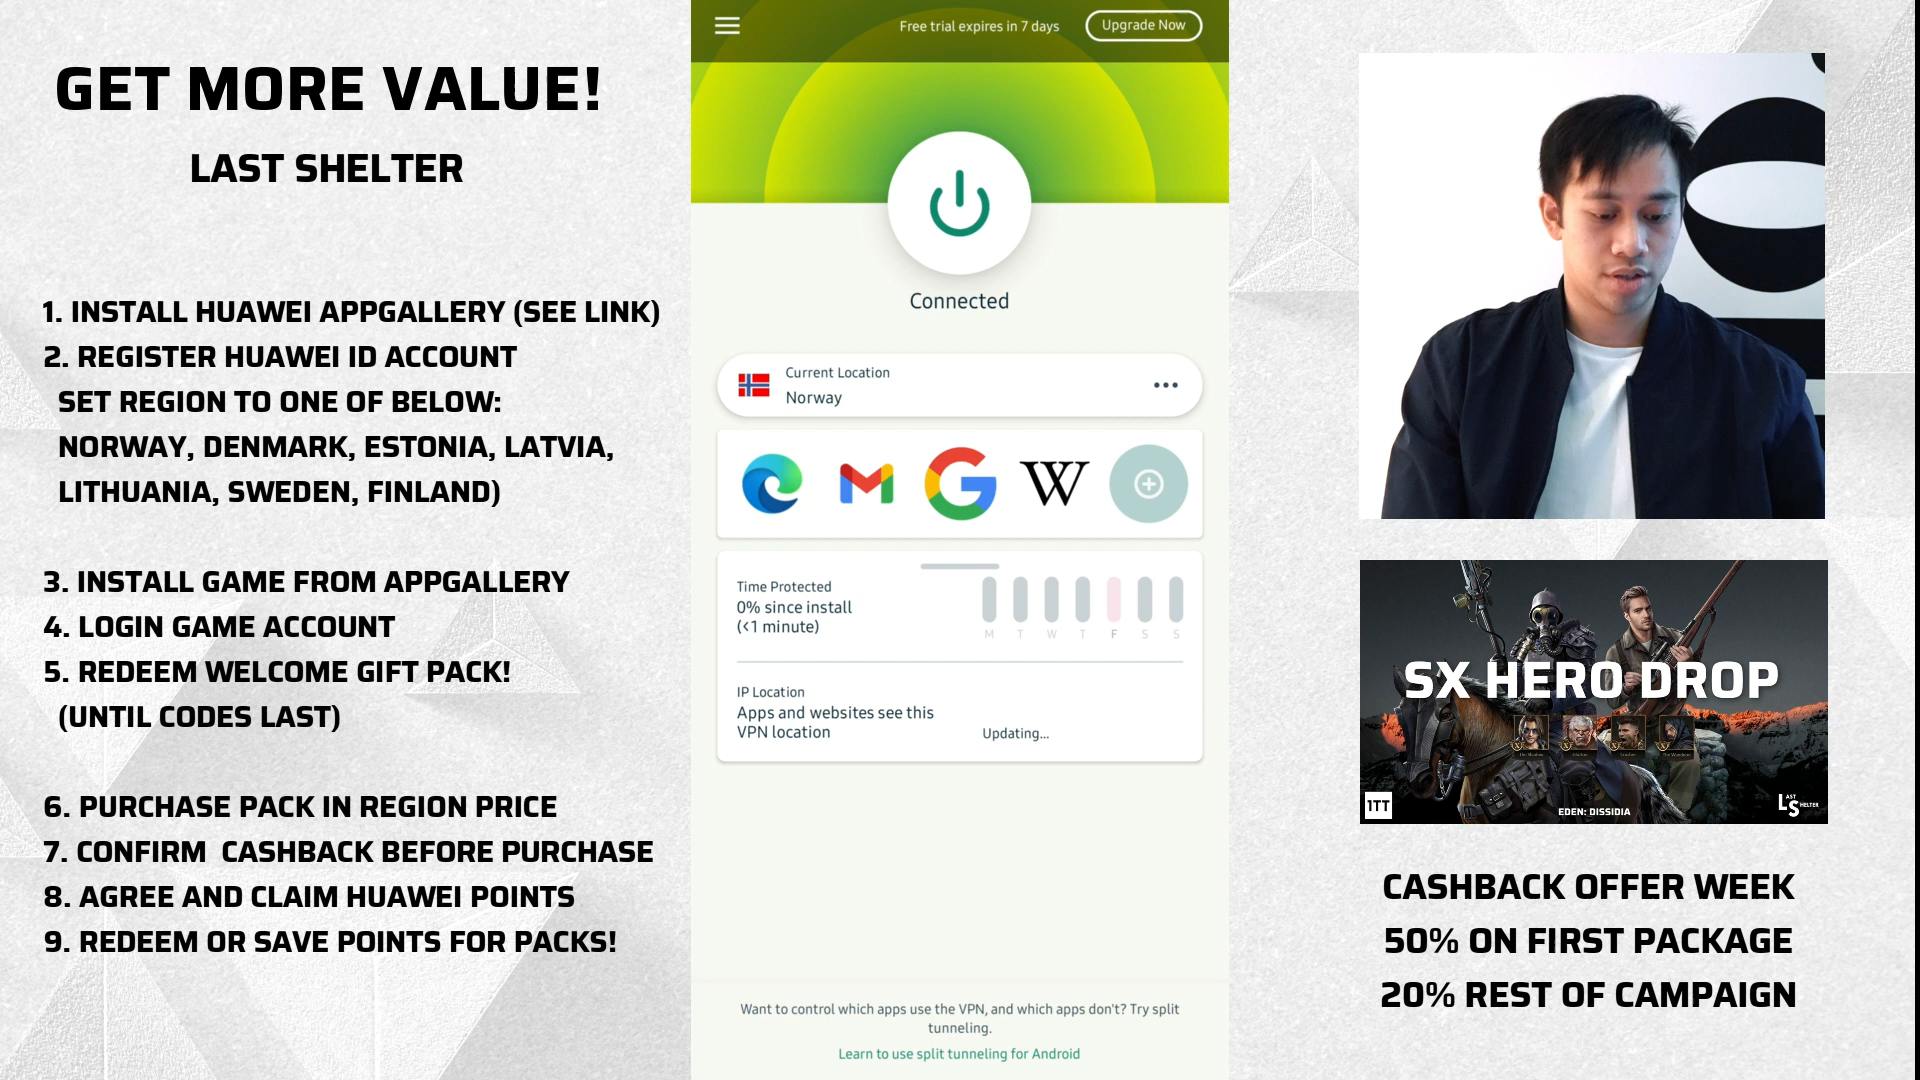 GET MORE VALUE!
LAST SHELTER
1. INSTALL HUAWEI APPGALLERY (SEE LINK)
2. REGISTER HUAWEI ID ACCOUNT
SET REGION TO ONE OF BELOW:
NORWAY, DENMARK, ESTONIA, LATVIA,
LITHUANIA, SWEDEN, FINLAND)
3. INSTALL GAME FROM APPGALLERY
4. LOGIN GAME ACCOUNT
5. REDEEM WELCOME GIFT PACK!
(UNTIL CODES LAST)
6. PURCHASE PACK IN REGION PRICE
7. CONFIRM CASHBACK BEFORE PURCHASE
8. AGREE AND CLAIM HUAWEI POINTS
9. REDEEM OR SAVE POINTS FOR PACKS!
Free trial expires in 7 days
Upgrade Now
Connected
Current Location
Norway
W
Time Protected
0% since install
(<1 minute)
M T W T F S S
IP Location
Apps and websites see this
VPN location
Updating...
Want to control which apps use the VPN, and which apps don't? Try split
tunneling.
Learn to use split tunneling for Android
SX HERO DROP
1TT
EDEN: DISSIDIA
LAST SHELTER
CASHBACK OFFER WEEK
50% ON FIRST PACKAGE
20% REST OF CAMPAIGN